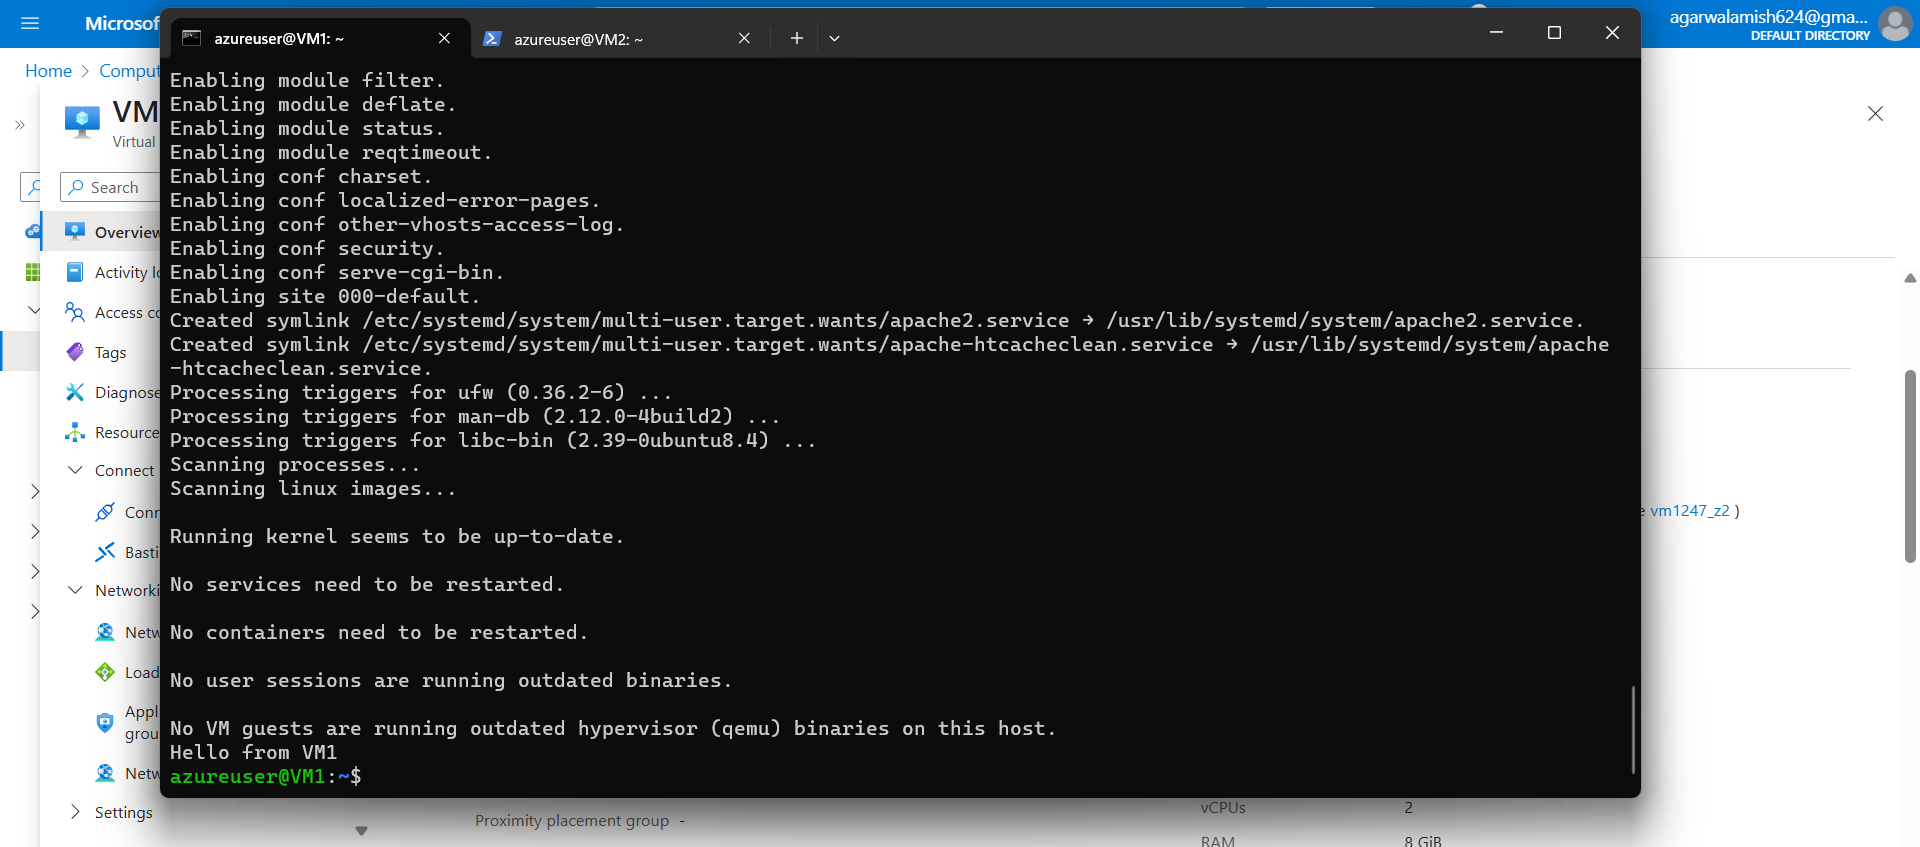 Microsof
agarwalamish624@gma...
DEFAULT DIRECTORY
azureuser@VM1: ~
azureuser@VM2: ~
Home
Comput
VM
Virtual
Search
Overview
Activity lo
Access co
Tags
Diagnose
Resource
Connect
Conn
Basti
Networki
Netw
Load
Appl
grou
Netw
Settings
Enabling module filter.
Enabling module deflate.
Enabling module status.
Enabling module reqtimeout.
Enabling conf charset.
Enabling conf localized-error-pages.
Enabling conf other-vhosts-access-log.
Enabling conf security.
Enabling conf serve-cgi-bin.
Enabling site 000-default.
Created symlink /etc/systemd/system/multi-user.target.wants/apache2.service → /usr/lib/systemd/system/apache2.service.
Created symlink /etc/systemd/system/multi-user.target.wants/apache-htcacheclean.service → /usr/lib/systemd/system/apache
-htcacheclean.service.
Processing triggers for ufw (0.36.2-6) ...
Processing triggers for man-db (2.12.0-4build2) ...
Processing triggers for libc-bin (2.39-0ubuntu8.4) ...
Scanning processes...
Scanning linux images...
Running kernel seems to be up-to-date.
No services need to be restarted.
No containers need to be restarted.
No user sessions are running outdated binaries.
No VM guests are running outdated hypervisor (qemu) binaries on this host.
Hello from VM1
azureuser@VM1:~$
e vm1247_z2 )
Proximity placement group -
vCPUs 2
RAM 8 GiB